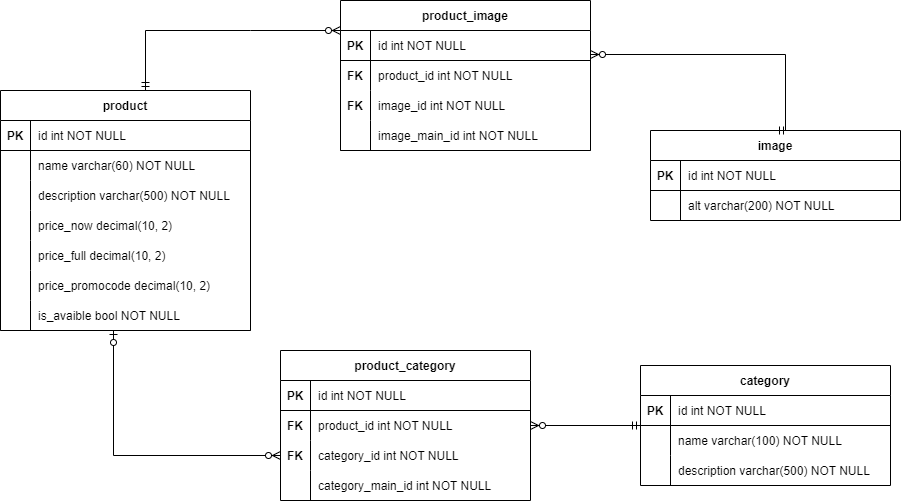 product_image
PK id int NOT NULL
FK product_id int NOT NULL
FK image_id int NOT NULL
image_main_id int NOT NULL
product
PK id int NOT NULL
name varchar(60) NOT NULL
description varchar(500) NOT NULL
price_now decimal(10, 2)
price_full decimal(10, 2)
price_promocode decimal(10, 2)
is_avaible bool NOT NULL
image
PK id int NOT NULL
alt varchar(200) NOT NULL
product_category
PK id int NOT NULL
FK product_id int NOT NULL
FK category_id int NOT NULL
category_main_id int NOT NULL
category
PK id int NOT NULL
name varchar(100) NOT NULL
description varchar(500) NOT NULL